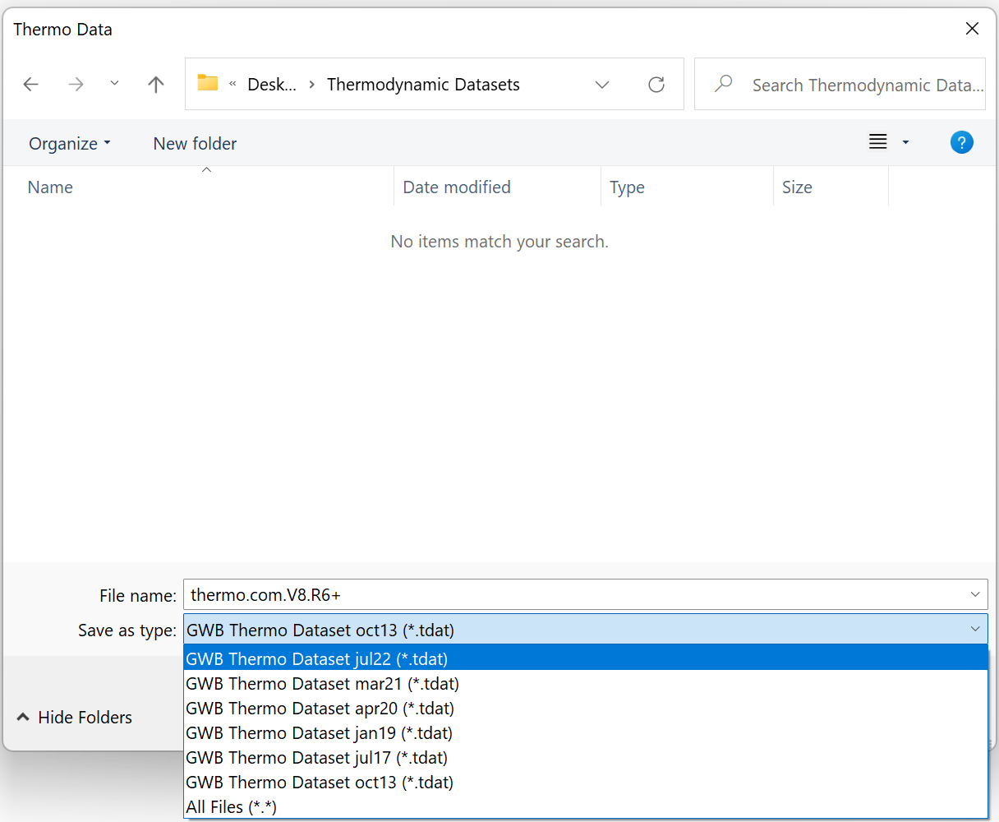 Thermo Data
« Desk... > Thermodynamic Datasets
Search Thermodynamic Data...
Organize
New folder
?
Name
Date modified
Type
Size
No items match your search.
File name: thermo.com.V8.R6+
Save as type: GWB Thermo Dataset oct13 (*.tdat)
GWB Thermo Dataset jul22 (*.tdat)
GWB Thermo Dataset mar21 (*.tdat)
GWB Thermo Dataset apr20 (*.tdat)
GWB Thermo Dataset jan19 (*.tdat)
GWB Thermo Dataset jul17 (*.tdat)
GWB Thermo Dataset oct13 (*.tdat)
All Files (*.*)
Hide Folders